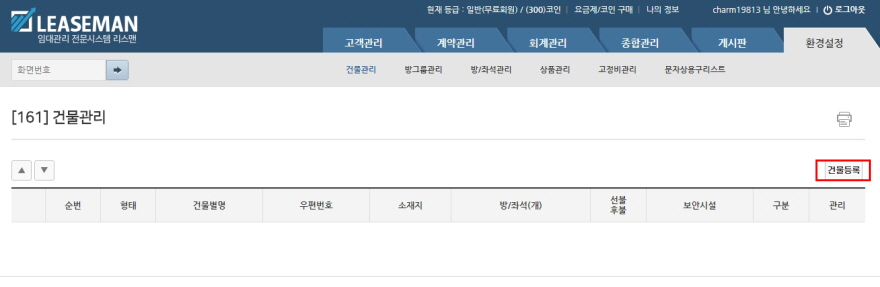 LEASEMAN
임대관리 전문시스템 리스맨
현재 등급 : 일반(무료회원) / (300)코인 | 요금제/코인 구매 | 나의 정보
charm19813 님 안녕하세요 | 로그아웃
고객관리 계약관리 회계관리 종합관리 게시판 환경설정
화면번호
건물관리 방그룹관리 방/좌석관리 상품관리 고정비관리 문자상용구리스트
[161] 건물관리
건물등록
순번 형태 건물별명 우편번호 소재지 방/좌석(개) 선불 보안시설 구분 관리
후불